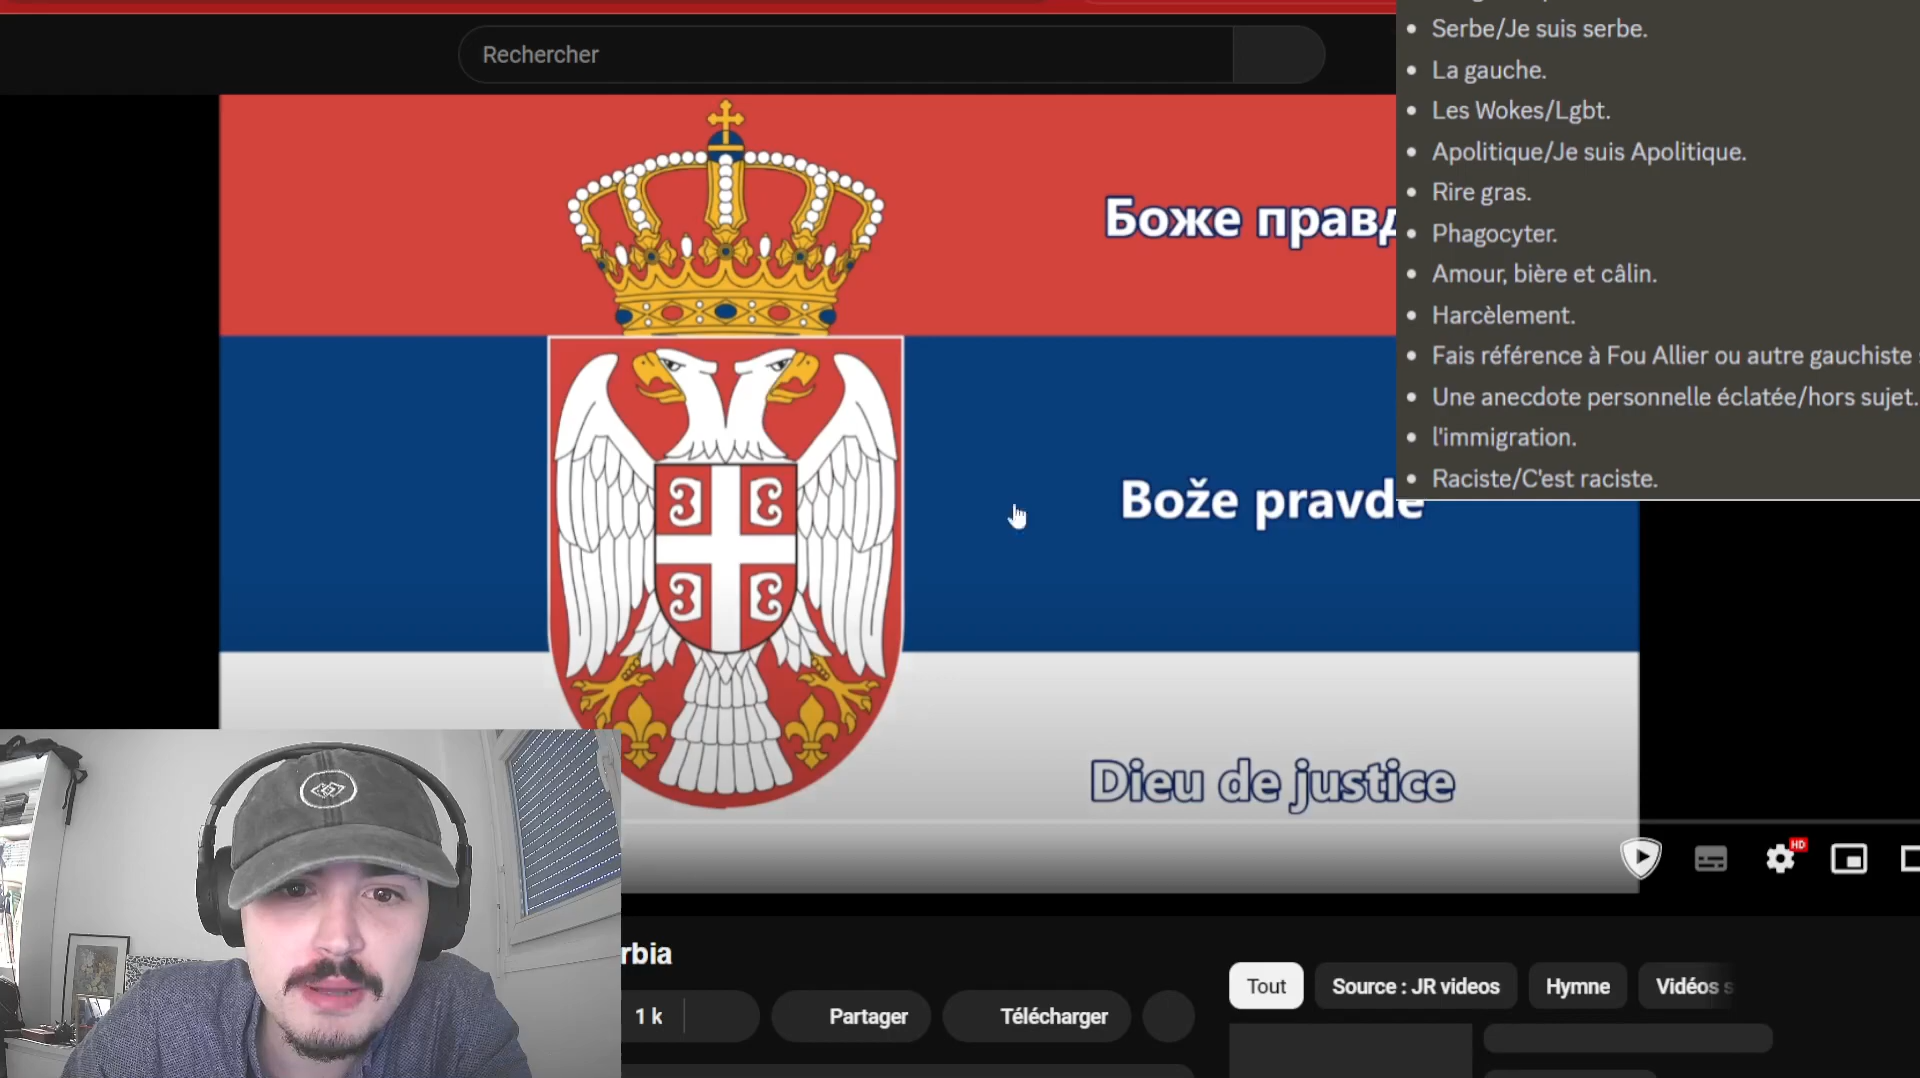 Rechercher
Serbe/Je suis serbe.
La gauche.
Les Wokes/Lgbt.
Apolitique/Je suis Apolitique.
Rire gras.
Phagocyter.
Amour, bière et câlin.
Harcèlement.
Fais référence à Fou Allier ou autre gauchiste
Une anecdote personnelle éclatée/hors sujet.
l'immigration.
Raciste/C'est raciste.
Боже правд
Bože pravde
Dieu de justice
HD
rbia
1 k
Partager
Télécharger
Tout
Source : JR videos
Hymne
Vidéos s